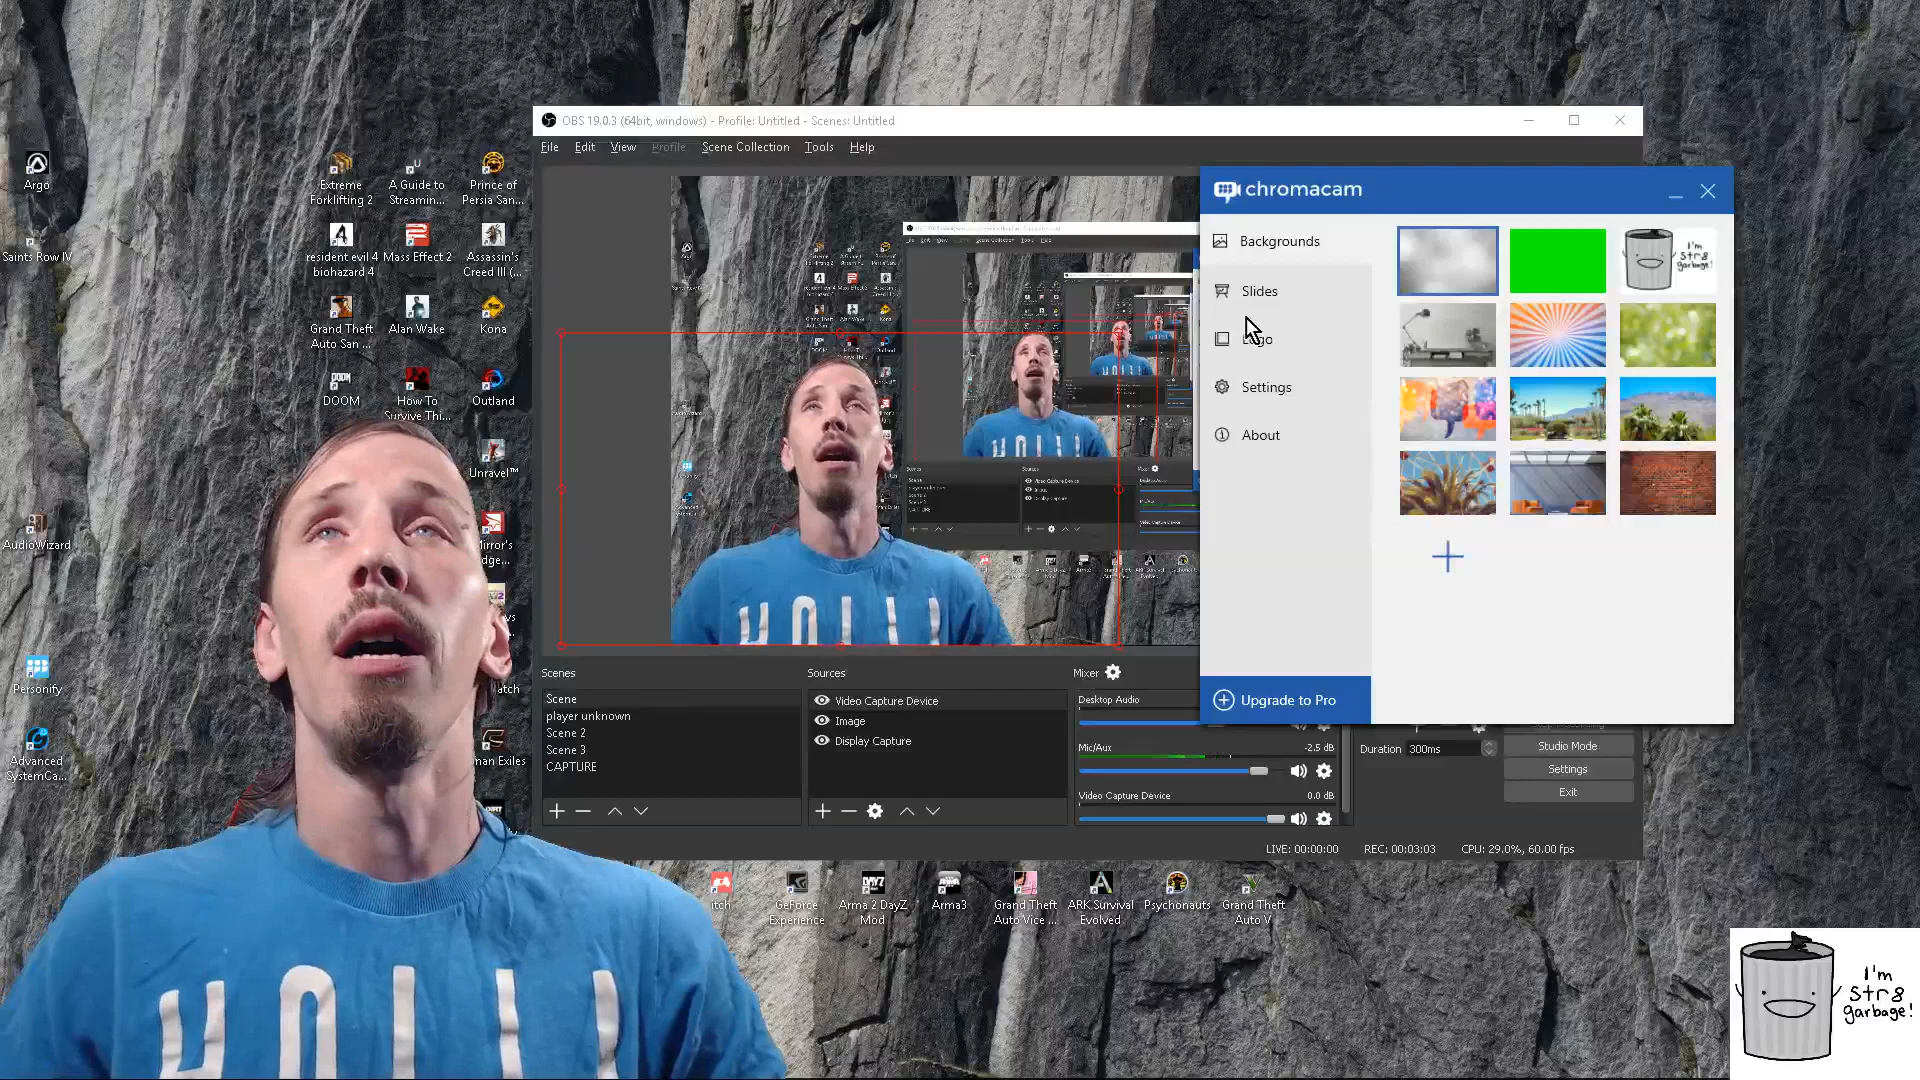 OBS 19.0.3 (64bit, windows) - Profile: Untitled - Scenes: Untitled
File Edit View Profile Scene Collection Tools Help
chromacam
Backgrounds
Slides
Settings
About
Upgrade to Pro
I'm
str8
garbage!
Argo
Saints Row IV
AudioWizard
Personify
Advanced
SystemCa...
Extreme
Forklifting 2
A Guide to
Streamin...
Prince of
Persia San...
resident evil 4
biohazard 4
Mass Effect 2
Assassin's
Creed III (...
Grand Theft
Auto San ...
Alan Wake
Kona
DOOM
How To
Survive Thi...
Outland
Unravel™
Scenes
Scene
player unknown
Scene 2
Scene 3
CAPTURE
Sources
Video Capture Device
Image
Display Capture
Mixer
Desktop Audio
Mic/Aux
-2.5 dB
Video Capture Device
0.0 dB
Duration 300ms
Studio Mode
Settings
Exit
LIVE: 00:00:00
REC: 00:03:03
CPU: 29.0%, 60.00 fps
GeForce
Experience
Arma 2 DayZ
Mod
Arma3
Grand Theft
Auto Vice ...
ARK Survival
Evolved
Psychonauts
Grand Theft
Auto V
I'm
str8
garbage!